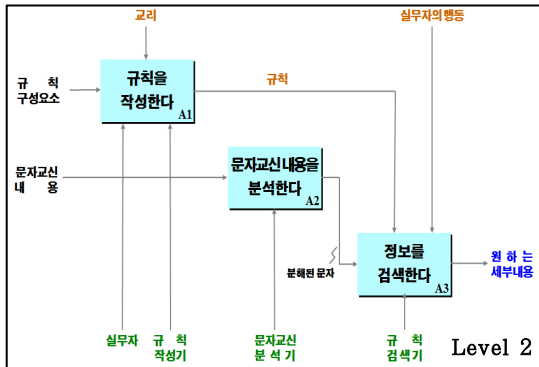 교리
실무자의 행동
규 칙
구성요소
규칙을
작성한다
A1
규칙
문자교신
내 용
문자교신 내용을
분석한다
A2
분해된 문자
정보를
검색한다
A3
원 하 는
세부내용
실무자
규 칙
작성기
문자교신
분 석 기
규 칙
검색기
Level 2